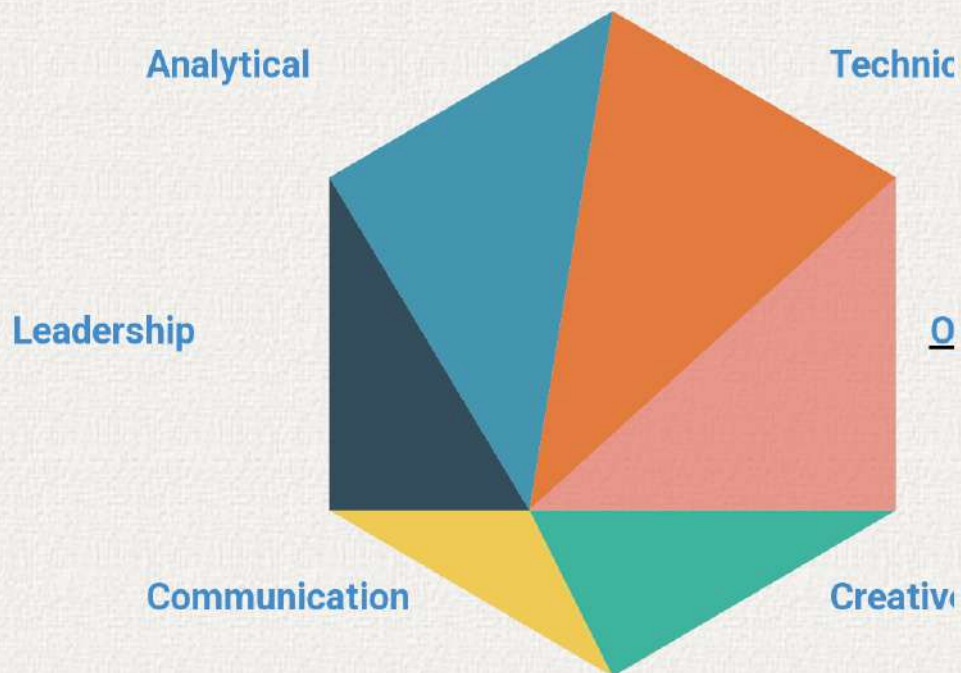 Analytical
Technic
Leadership
O
Communication
Creativ